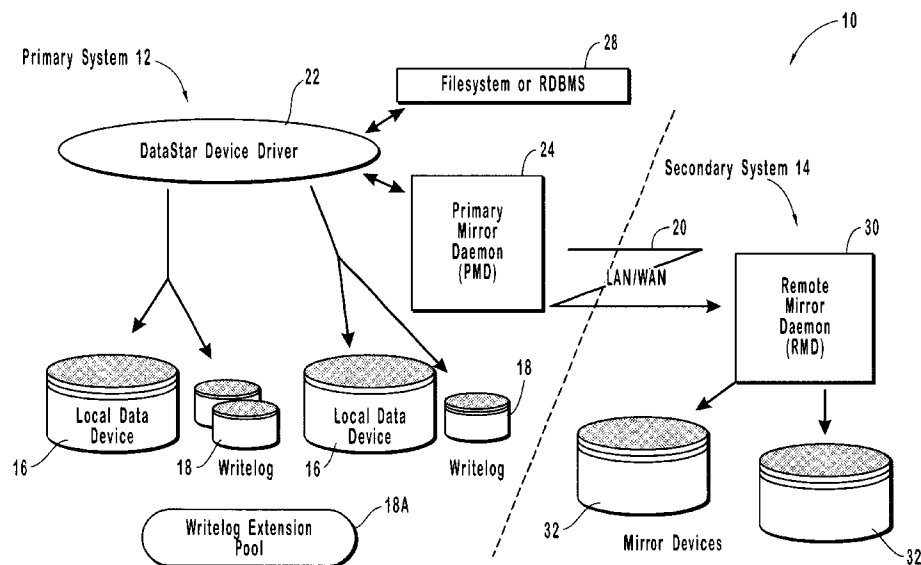 10
Primary System 12
28
Filesystem or RDBMS
22
DataStar Device Driver
24
Primary
Mirror
Daemon
(PMD)
Secondary System 14
20
LAN/WAN
30
Remote
Mirror
Daemon
(RMD)
Local Data
Device
16
18
Writelog
Local Data
Device
16
18
Writelog
32
Mirror Devices
32
18A
Writelog Extension
Pool